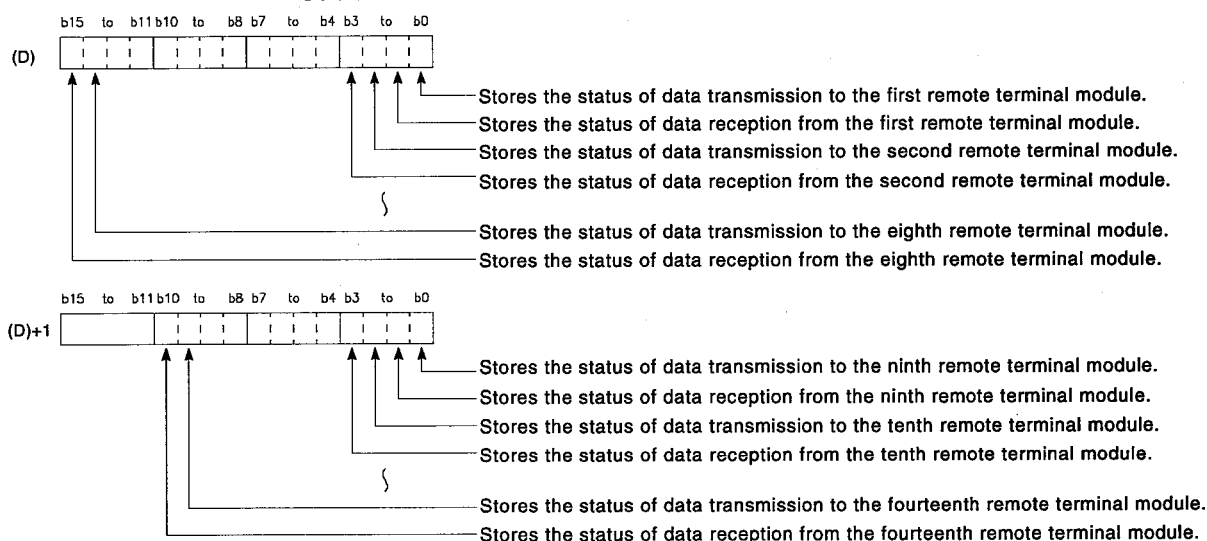 b15 to b11 b10 to b8 b7 to b4 b3 to b0
(D)
Stores the status of data transmission to the first remote terminal module.
Stores the status of data reception from the first remote terminal module.
Stores the status of data transmission to the second remote terminal module.
Stores the status of data reception from the second remote terminal module.
Stores the status of data transmission to the eighth remote terminal module.
Stores the status of data reception from the eighth remote terminal module.
b15 to b11 b10 to b8 b7 to b4 b3 to b0
(D)+1
Stores the status of data transmission to the ninth remote terminal module.
Stores the status of data reception from the ninth remote terminal module.
Stores the status of data transmission to the tenth remote terminal module.
Stores the status of data reception from the tenth remote terminal module.
Stores the status of data transmission to the fourteenth remote terminal module.
Stores the status of data reception from the fourteenth remote terminal module.